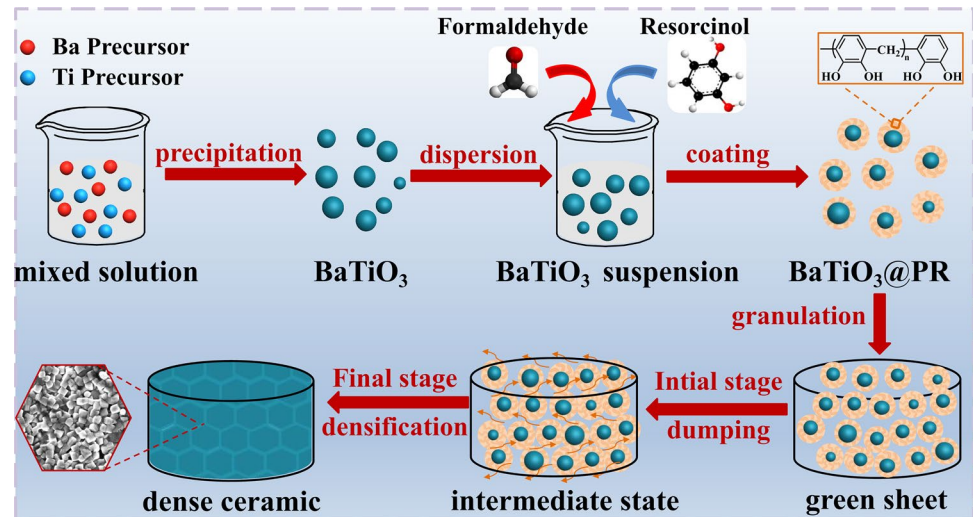 Formaldehyde
Resorcinol
Ba Precursor
Ti Precursor
CH₂
n
HO OH
OH OH
precipitation
dispersion
coating
mixed solution
BaTiO₃
BaTiO₃ suspension
BaTiO₃@PR
granulation
Final stage
densification
Intial stage
dumping
dense ceramic
intermediate state
green sheet